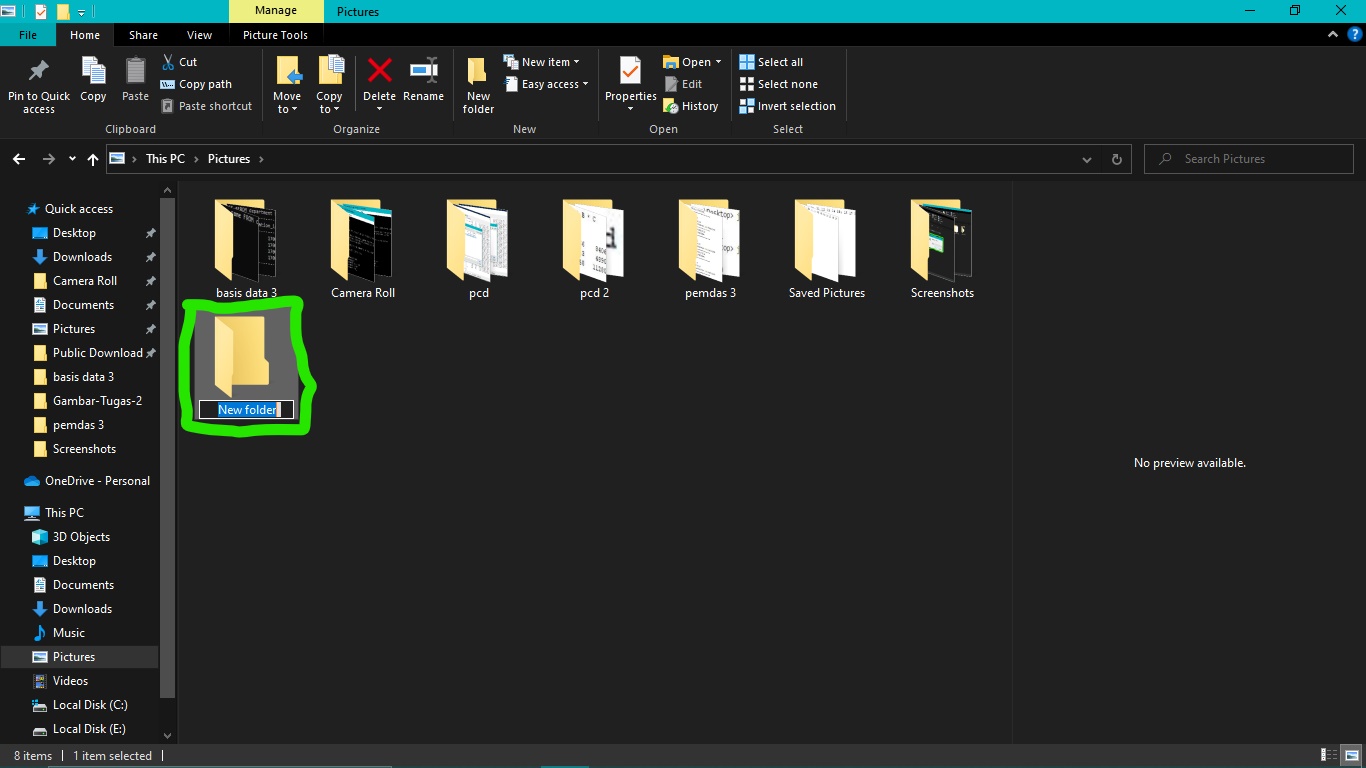 Manage
Pictures
File
Home
Share
View
Picture Tools
Pin to Quick
access
Copy
Paste
Cut
Copy path
Paste shortcut
Clipboard
Move
to
Copy
to
Delete
Rename
Organize
New
folder
New item
Easy access
New
Properties
Open
Edit
History
Open
Select all
Select none
Invert selection
Select
This PC
Pictures
Search Pictures
Quick access
Desktop
Downloads
Camera Roll
Documents
Pictures
Public Download
basis data 3
Gambar-Tugas-2
pemdas 3
Screenshots
OneDrive - Personal
This PC
3D Objects
Desktop
Documents
Downloads
Music
Pictures
Videos
Local Disk (C:)
Local Disk (E:)
basis data 3
Camera Roll
pcd
pcd 2
pemdas 3
Saved Pictures
Screenshots
New folder
No preview available.
8 items
1 item selected